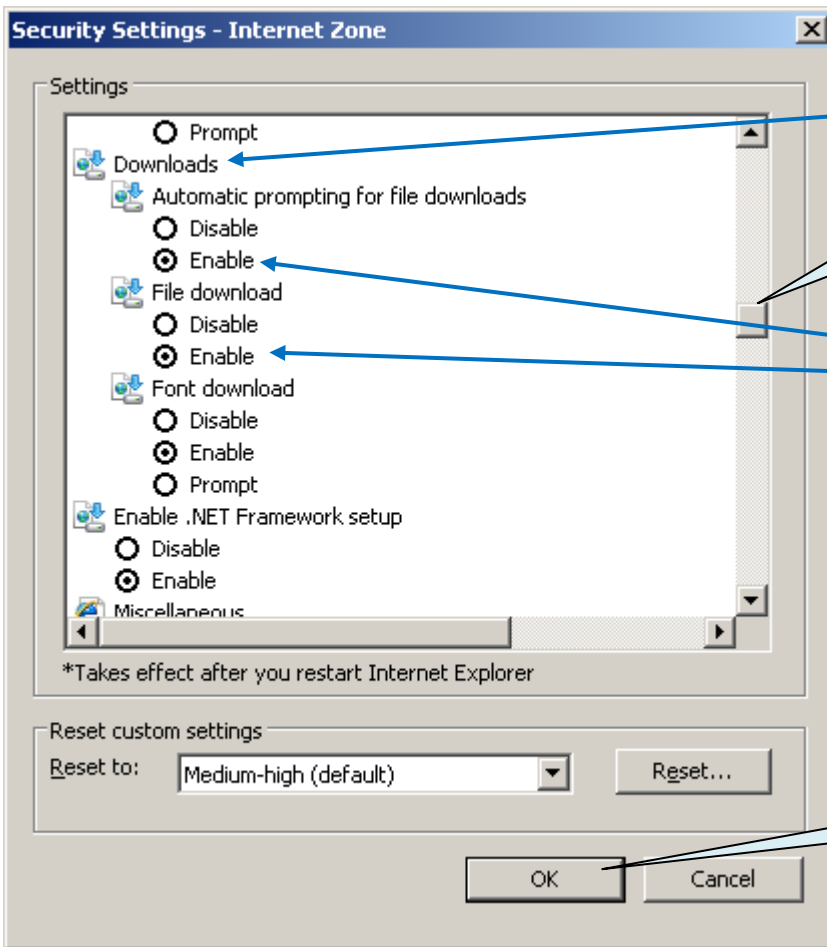 Security Settings - Internet Zone
Settings
Prompt
Downloads
Automatic prompting for file downloads
Disable
Enable
File download
Disable
Enable
Font download
Disable
Enable
Prompt
Enable .NET Framework setup
Disable
Enable
Miscellaneous
*Takes effect after you restart Internet Explorer
Reset custom settings
Reset to:
Medium-high (default)
Reset...
OK
Cancel